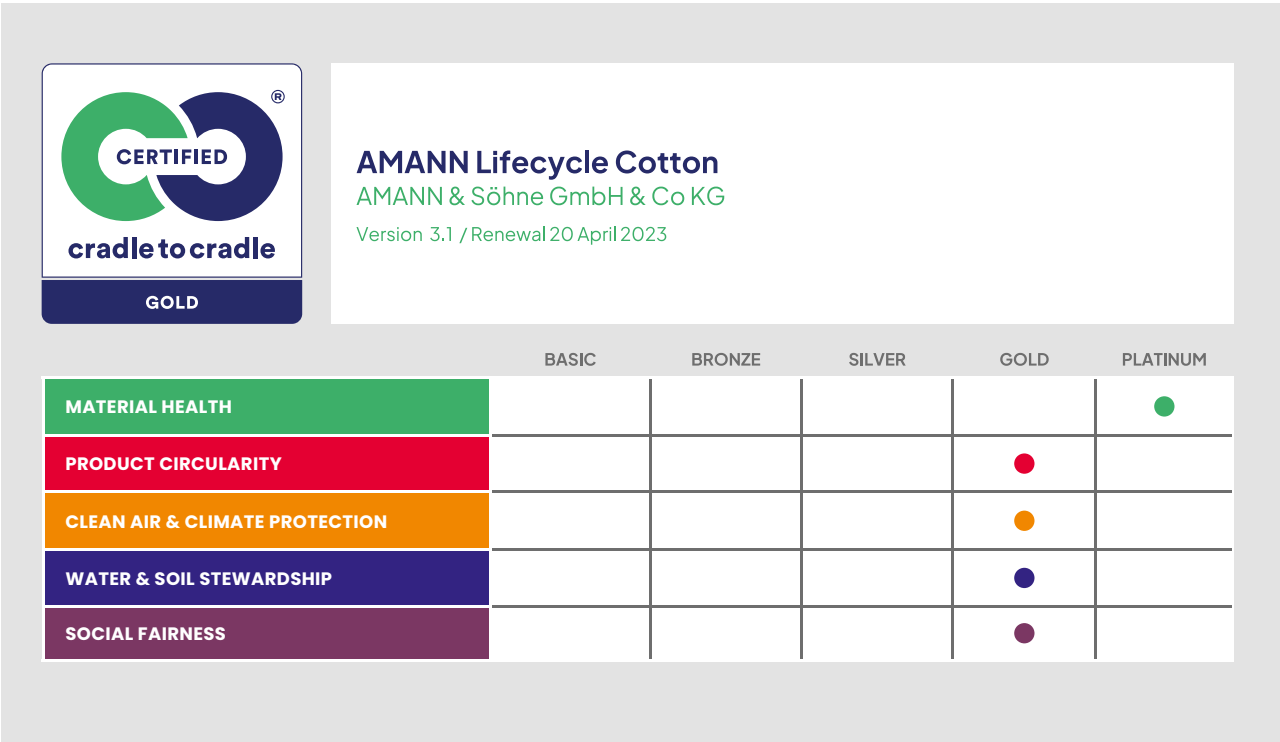 ®
CERTIFIED
cradle to cradle
GOLD
AMANN Lifecycle Cotton
AMANN & Söhne GmbH & Co KG
Version 3.1 / Renewal 20 April 2023
BASIC BRONZE SILVER GOLD PLATINUM
MATERIAL HEALTH
PRODUCT CIRCULARITY
CLEAN AIR & CLIMATE PROTECTION
WATER & SOIL STEWARDSHIP
SOCIAL FAIRNESS